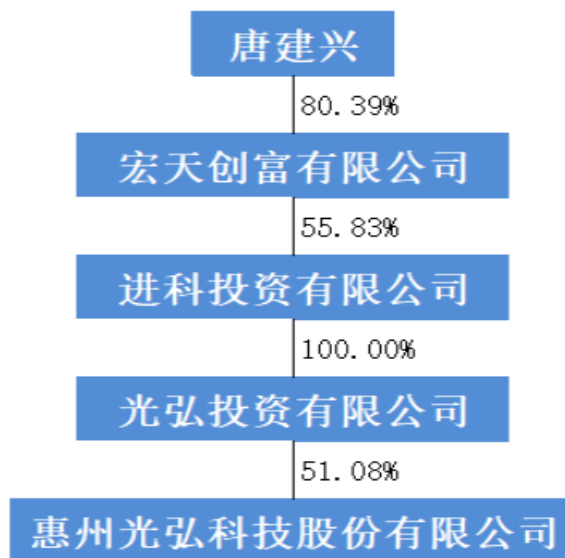 唐建兴
80.39%
宏天创富有限公司
55.83%
进科投资有限公司
100.00%
光弘投资有限公司
51.08%
惠州光弘科技股份有限公司